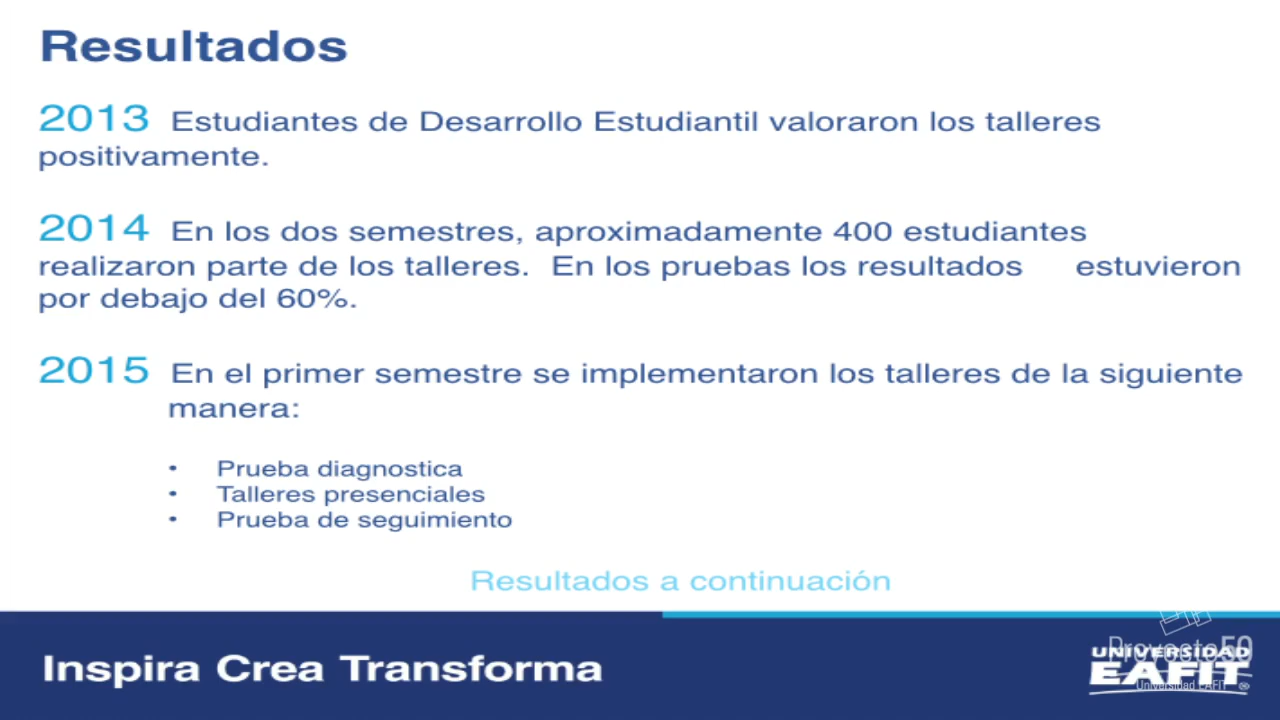 Resultados
2013 Estudiantes de Desarrollo Estudiantil valoraron los talleres
positivamente.
2014 En los dos semestres, aproximadamente 400 estudiantes
realizaron parte de los talleres. En los pruebas los resultados estuvieron
por debajo del 60%.
2015 En el primer semestre se implementaron los talleres de la siguiente
manera:
• Prueba diagnostica
• Talleres presenciales
• Prueba de seguimiento
Resultados a continuación
Inspira Crea Transforma
UNIVERSIDAD
EAFIT
Proyecto50
Universidad EAFIT